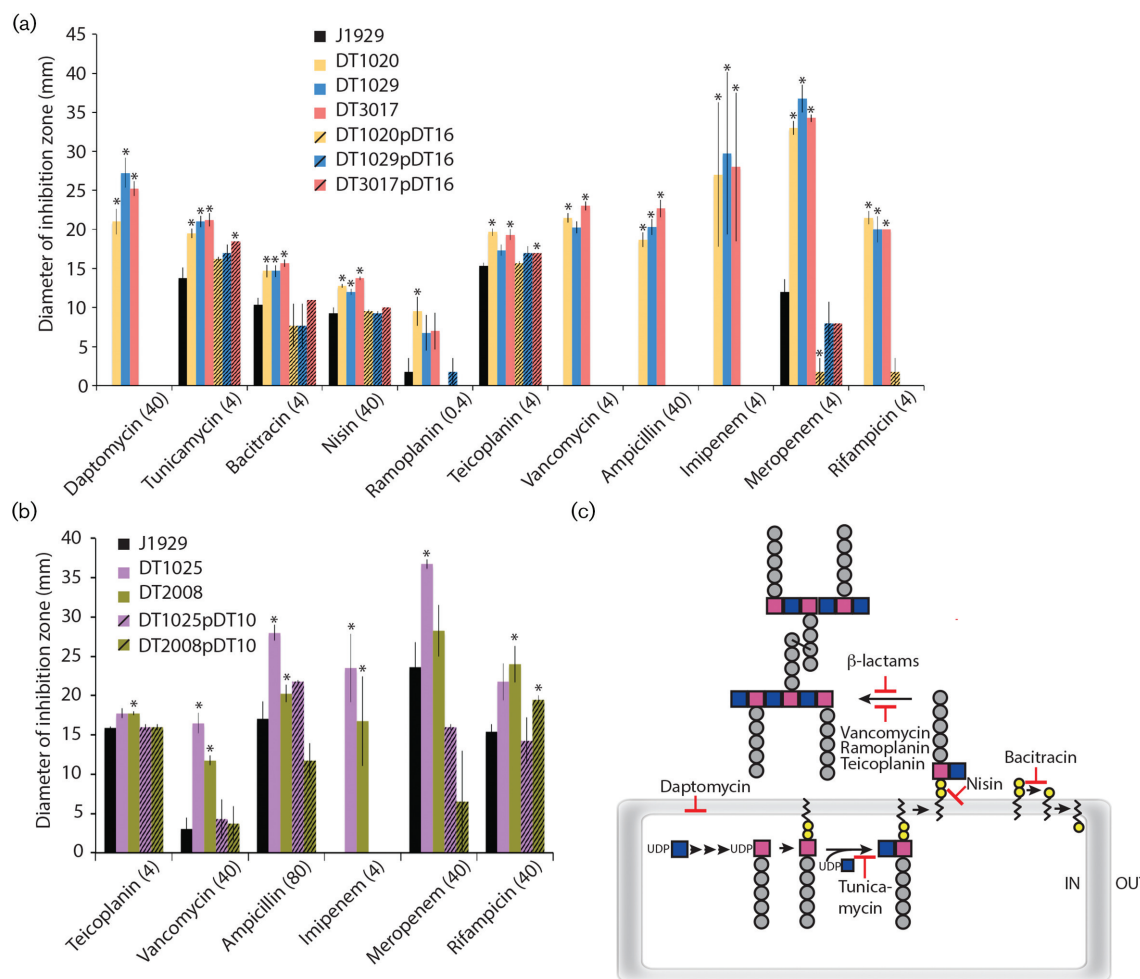 (a)
45
40
35
30
25
20
15
10
5
0
Diameter of inhibition zone (mm)
J1929
DT1020
DT1029
DT3017
DT1020pDT16
DT1029pDT16
DT3017pDT16
* * *
* * * *
** *
* * *
*
* * *
* *
* * *
* * *
* * * *
* * *
Daptomycin (40)
Tunicamycin (4)
Bacitracin (4)
Nisin (40)
Ramoplanin (0.4)
Teicoplanin (4)
Vancomycin (4)
Ampicillin (40)
Imipenem (4)
Meropenem (4)
Rifampicin (4)
(b)
40
35
30
25
20
15
10
5
0
Diameter of inhibition zone (mm)
J1929
DT1025
DT2008
DT1025pDT10
DT2008pDT10
*
* *
* *
* *
*
* *
Teicoplanin (4)
Vancomycin (40)
Ampicillin (80)
Imipenem (4)
Meropenem (40)
Rifampicin (40)
(c)
β-lactams
Vancomycin
Ramoplanin
Teicoplanin
Bacitracin
Nisin
Daptomycin
UDP
UDP
UDP
Tunica-
mycin
IN
OU